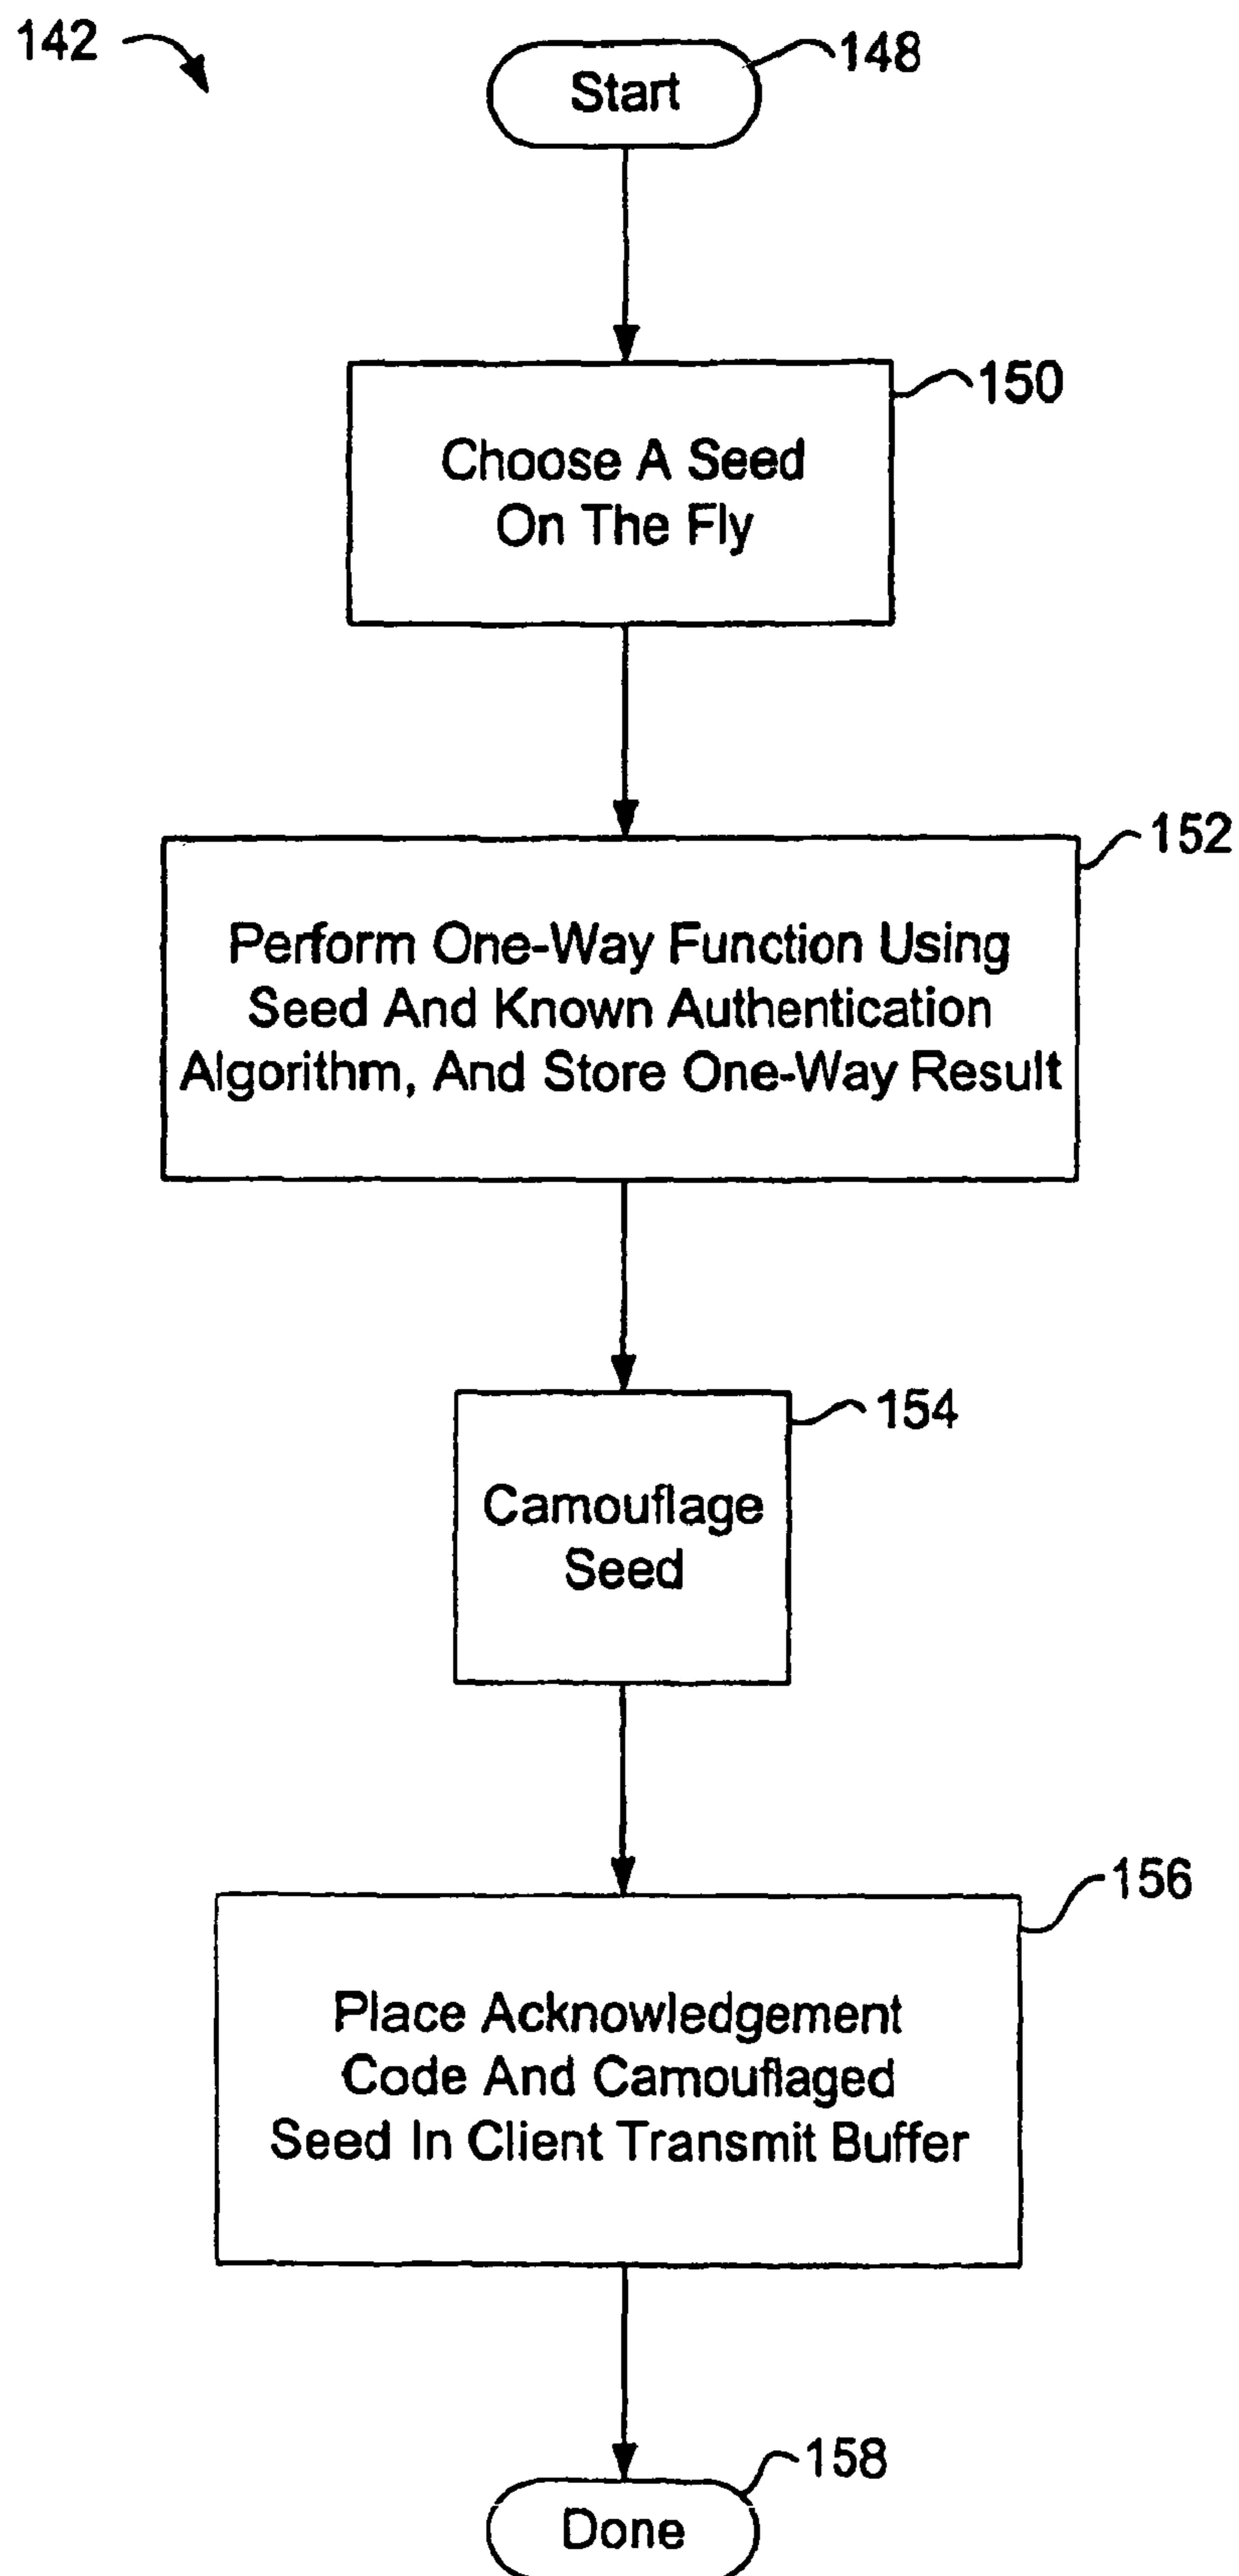 142
148
Start
150
Choose A Seed
On The Fly
152
Perform One-Way Function Using
Seed And Known Authentication
Algorithm, And Store One-Way Result
154
Camouflage
Seed
156
Place Acknowledgement
Code And Camouflaged
Seed In Client Transmit Buffer
158
Done